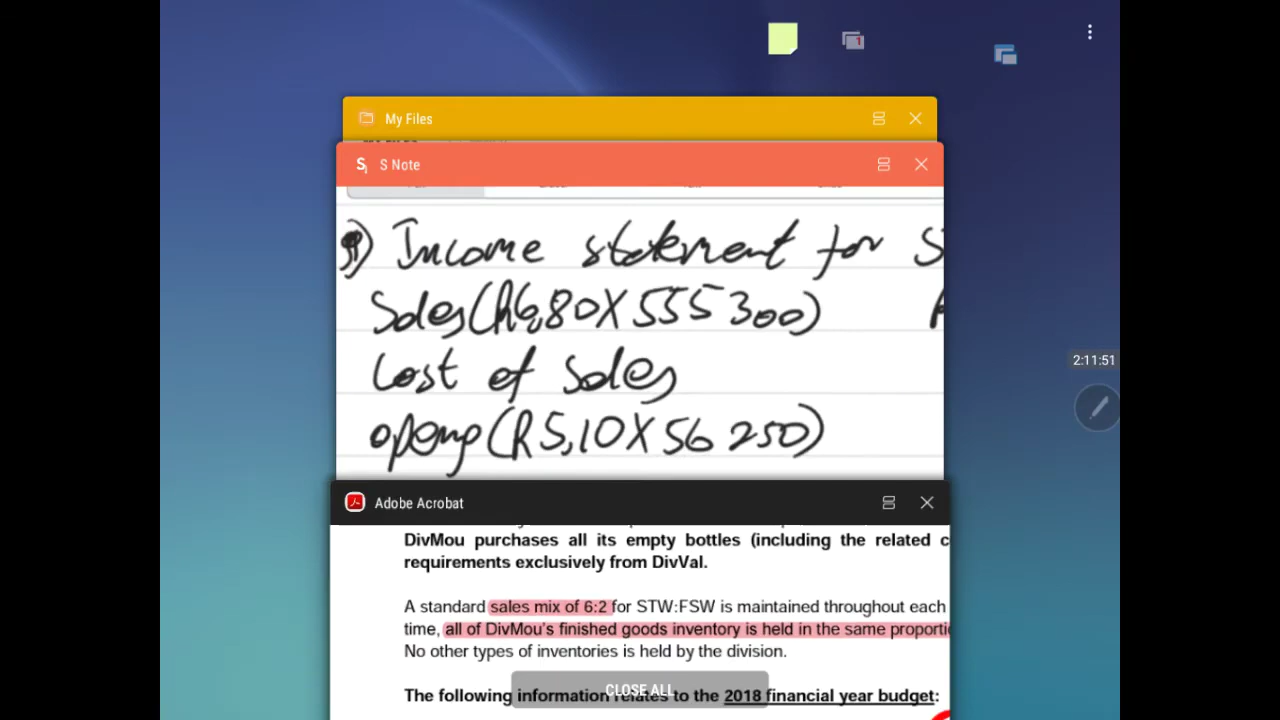 1
My Files
S Note
Income statement for S
Sales (R6,80 X 555 300)
Cost of Sales
opening (R5,10 X 56 250)
2:11:51
Adobe Acrobat
DivMou purchases all its empty bottles (including the related c
requirements exclusively from DivVal.
A standard sales mix of 6:2 for STW:FSW is maintained throughout each
time, all of DivMou's finished goods inventory is held in the same proporti
No other types of inventories is held by the division.
CLOSE ALL
The following information relates to the 2018 financial year budget: